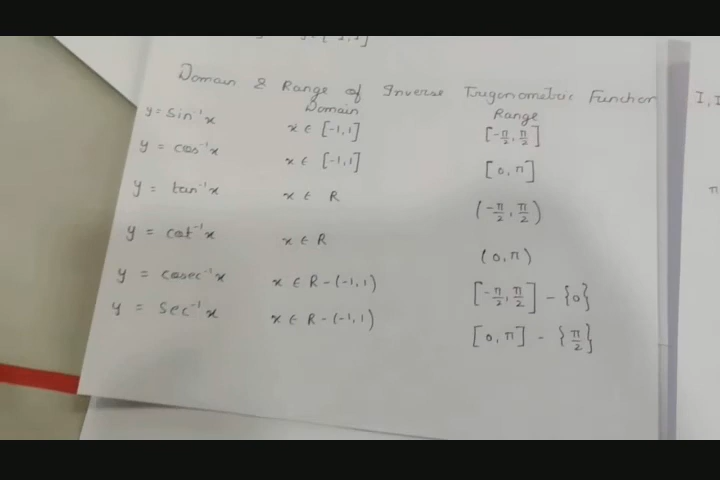 Domain & Range of Inverse Trigonometric Function
Domain Range
y = sin⁻¹x x ∈ [-1,1] [-π/2, π/2]
y = cos⁻¹x x ∈ [-1,1] [0, π]
y = tan⁻¹x x ∈ R (-π/2, π/2)
y = cot⁻¹x x ∈ R (0, π)
y = cosec⁻¹x x ∈ R - (-1,1) [-π/2, π/2] - {0}
y = sec⁻¹x x ∈ R - (-1,1) [0, π] - {π/2}
I, I
π